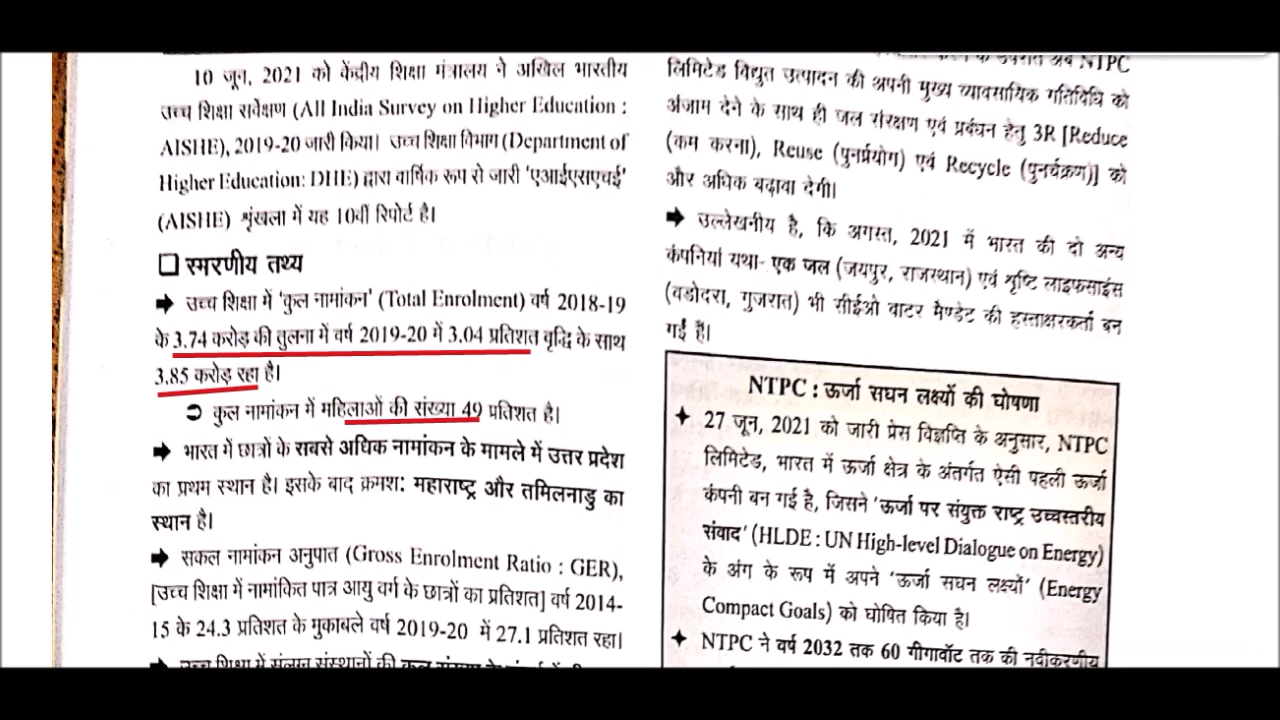 10 जून, 2021 को केंद्रीय शिक्षा मंत्रालय ने अखिल भारतीय
उच्च शिक्षा सर्वेक्षण (All India Survey on Higher Education :
AISHE), 2019-20 जारी किया। उच्च शिक्षा विभाग (Department of
Higher Education: DHE) द्वारा वार्षिक रूप से जारी 'एआईएसएचई'
(AISHE) शृंखला में यह 10वीं रिपोर्ट है।
❑ स्मरणीय तथ्य
➡ उच्च शिक्षा में 'कुल नामांकन' (Total Enrolment) वर्ष 2018-19
के 3.74 करोड़ की तुलना में वर्ष 2019-20 में 3.04 प्रतिशत वृद्धि के साथ
3.85 करोड़ रहा है।
➲ कुल नामांकन में महिलाओं की संख्या 49 प्रतिशत है।
➡ भारत में छात्रों के सबसे अधिक नामांकन के मामले में उत्तर प्रदेश
का प्रथम स्थान है। इसके बाद क्रमश: महाराष्ट्र और तमिलनाडु का
स्थान है।
➡ सकल नामांकन अनुपात (Gross Enrolment Ratio : GER),
[उच्च शिक्षा में नामांकित पात्र आयु वर्ग के छात्रों का प्रतिशत] वर्ष 2014-
15 के 24.3 प्रतिशत के मुकाबले वर्ष 2019-20 में 27.1 प्रतिशत रहा।
➡ उच्च शिक्षा में संलग्न संस्थानों की कुल संख्या के
के उपरांत अब NTPC
लिमिटेड विद्युत उत्पादन की अपनी मुख्य व्यावसायिक गतिविधि को
अंजाम देने के साथ ही जल संरक्षण एवं प्रबंधन हेतु 3R [Reduce
(कम करना), Reuse (पुनर्प्रयोग) एवं Recycle (पुनर्चक्रण)] को
और अधिक बढ़ावा देगी।
➡ उल्लेखनीय है, कि अगस्त, 2021 में भारत की दो अन्य
कंपनियां यथा- एक जल (जयपुर, राजस्थान) एवं शृष्टि लाइफसाइंस
(वडोदरा, गुजरात) भी सीईओ वाटर मैण्डेट की हस्ताक्षरकर्ता बन
गई हैं।
NTPC : ऊर्जा सघन लक्ष्यों की घोषणा
✦ 27 जून, 2021 को जारी प्रेस विज्ञप्ति के अनुसार, NTPC
लिमिटेड, भारत में ऊर्जा क्षेत्र के अंतर्गत ऐसी पहली ऊर्जा
कंपनी बन गई है, जिसने 'ऊर्जा पर संयुक्त राष्ट्र उच्चस्तरीय
संवाद' (HLDE : UN High-level Dialogue on Energy)
के अंग के रूप में अपने 'ऊर्जा सघन लक्ष्यों' (Energy
Compact Goals) को घोषित किया है।
✦ NTPC ने वर्ष 2032 तक 60 गीगावॉट तक की नवीकरणीय